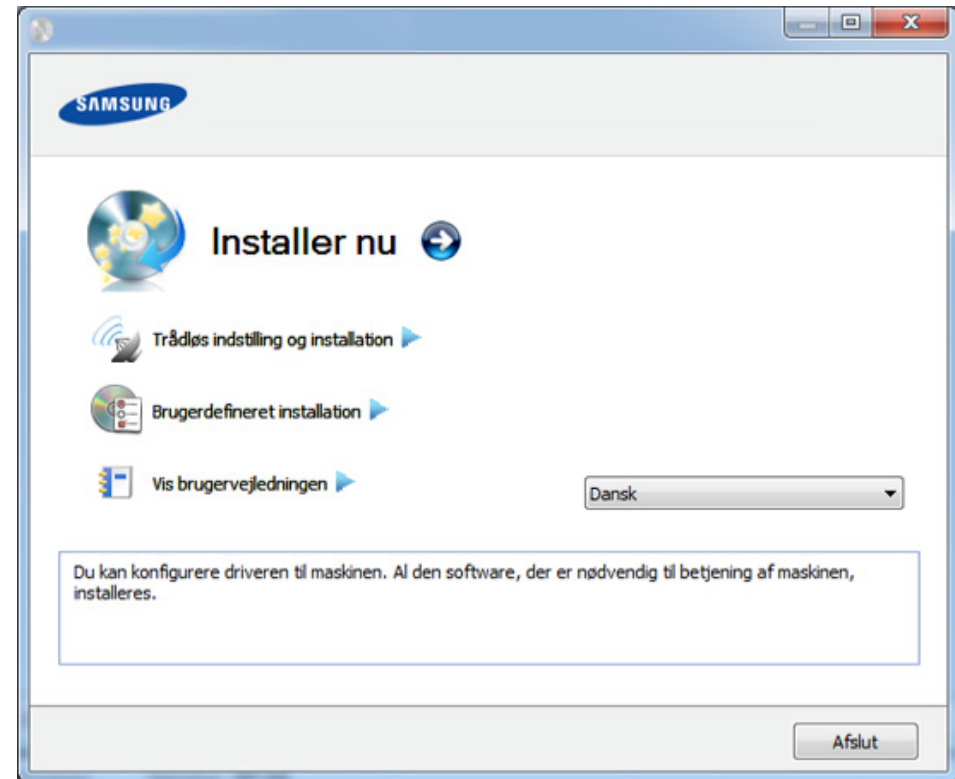 SAMSUNG
Installer nu
Trådløs indstilling og installation
Brugerdefineret installation
Vis brugervejledningen
Dansk
Du kan konfigurere driveren til maskinen. Al den software, der er nødvendig til betjening af maskinen,
installeres.
Afslut